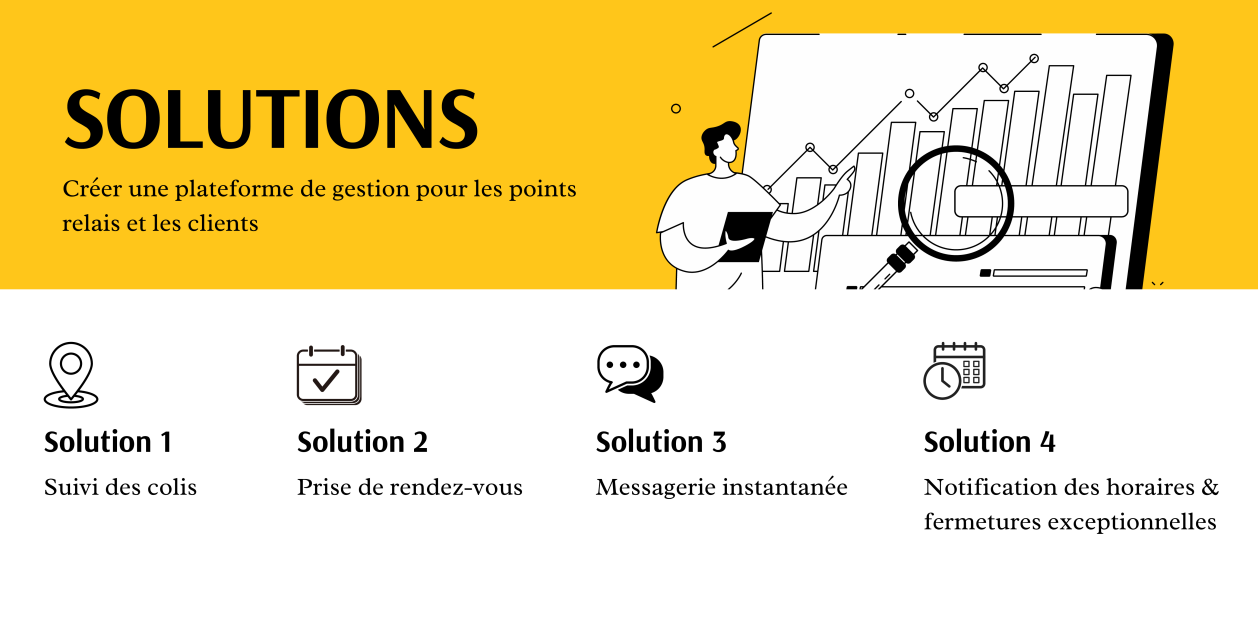 SOLUTIONS
Créer une plateforme de gestion pour les points
relais et les clients
Solution 1
Suivi des colis
Solution 2
Prise de rendez-vous
Solution 3
Messagerie instantanée
Solution 4
Notification des horaires &
fermetures exceptionnelles